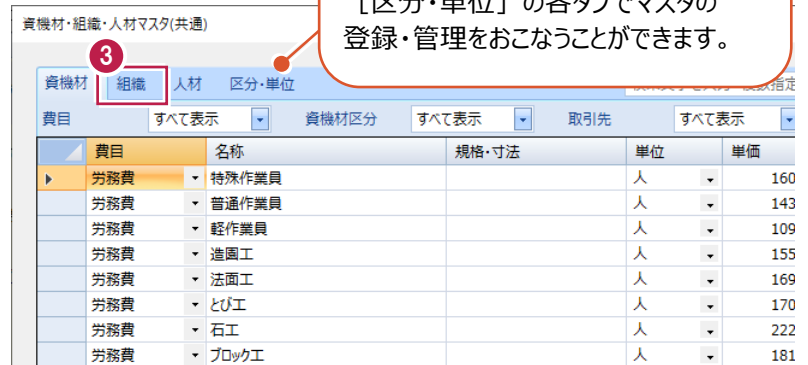 ［区分・単位］の各タブでマスタの
登録・管理をおこなうことができます。
資機材・組織・人材マスタ(共通)
3
資機材 組織 人材 区分・単位
費目 すべて表示 資機材区分 すべて表示 取引先 すべて表示
費目 名称 規格・寸法 単位 単価
労務費 特殊作業員 人 160
労務費 普通作業員 人 143
労務費 軽作業員 人 109
労務費 造園工 人 155
労務費 法面工 人 169
労務費 とび工 人 170
労務費 石工 人 222
労務費 ブロック工 人 181